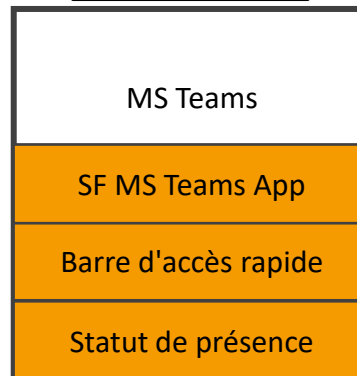 MS Teams
SF MS Teams App
Barre d'accès rapide
Statut de présence